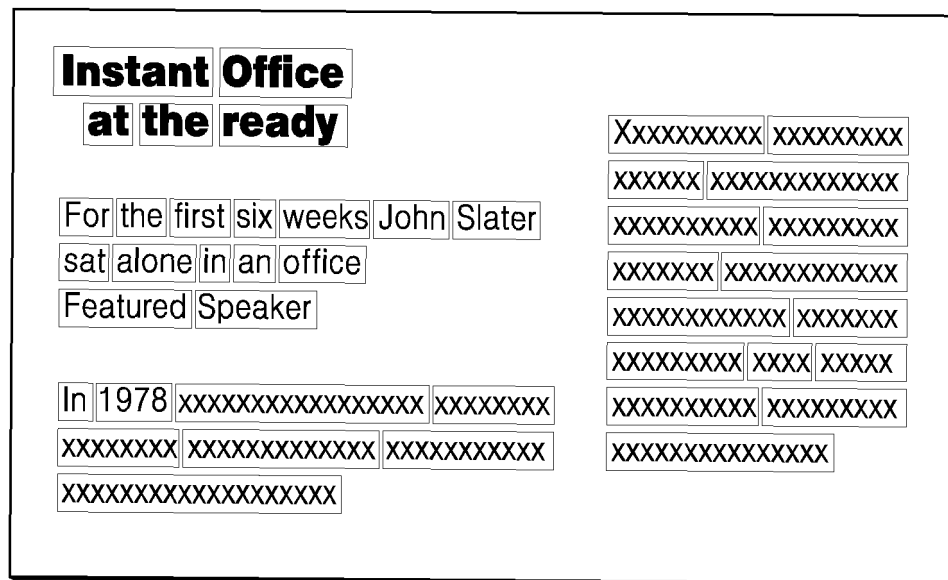 Instant Office
at the ready
For the first six weeks John Slater
sat alone in an office
Featured Speaker
In 1978 xxxxxxxxxxxxxxxxx xxxxxxxx
xxxxxxxx xxxxxxxxxxxxx xxxxxxxxxxx
xxxxxxxxxxxxxxxxxxx
Xxxxxxxxxx xxxxxxxxx
xxxxxx xxxxxxxxxxxxx
xxxxxxxxxx xxxxxxxxx
xxxxxxx xxxxxxxxxxxx
xxxxxxxxxxxx xxxxxxx
xxxxxxxxx xxxx xxxxx
xxxxxxxxxx xxxxxxxxx
xxxxxxxxxxxxxxx